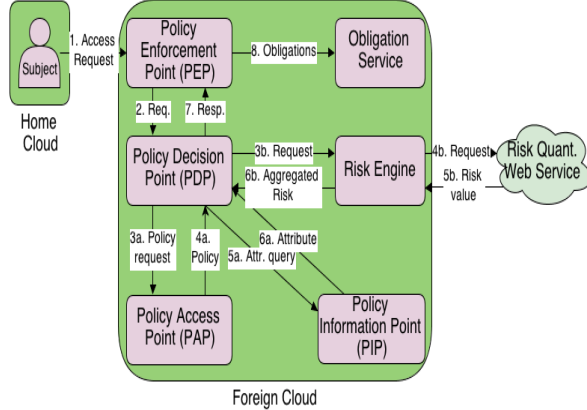 1. Access
Request
Subject
Home
Cloud
Policy
Enforcement
Point (PEP)
8. Obligations
Obligation
Service
2. Req.
7. Resp.
Policy Decision
Point (PDP)
3b. Request
6b. Aggregated
Risk
Risk Engine
4b. Request
5b. Risk
value
Risk Quant.
Web Service
3a. Policy
request
4a.
Policy
6a. Attribute
5a. Attr. query
Policy Access
Point (PAP)
Policy
Information Point
(PIP)
Foreign Cloud